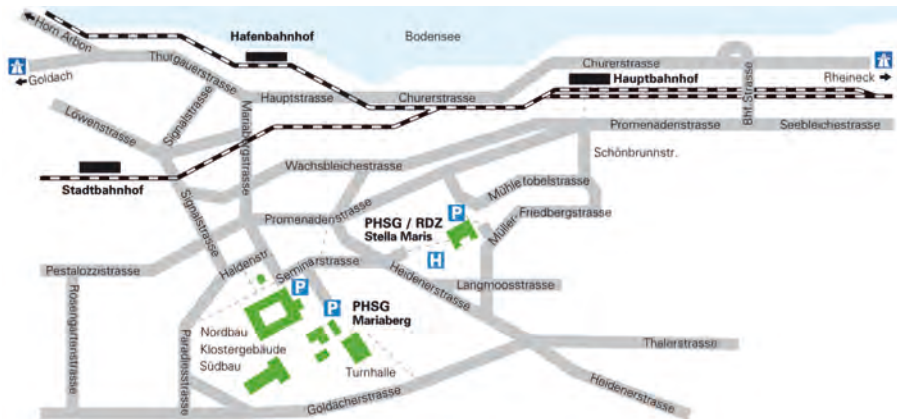 Horn Arbon
Hafenbahnhof
Bodensee
Goldach
Thurgauerstrasse
Churerstrasse
Hauptbahnhof
Rheineck
Signalstrasse
Hauptstrasse
Churerstrasse
Löwenstrasse
Mariabergstrasse
Bhf.Strasse
Promenadenstrasse
Seebleichestrasse
Schönbrunnstr.
Wachsbleichestrasse
Stadtbahnhof
Mühletobelstrasse
Signalstrasse
Promenadenstrasse
P
PHSG / RDZ
Stella Maris
Müller-
Friedbergstrasse
H
Pestalozzistrasse
Haldenstr.
Seminarstrasse
Heidenerstrasse
Langmoosstrasse
P
P
PHSG
Mariaberg
Rosengartenstrasse
Paradiesstrasse
Nordbau
Klostergebäude
Südbau
Turnhalle
Thalerstrasse
Heidenerstrasse
Goldacherstrasse